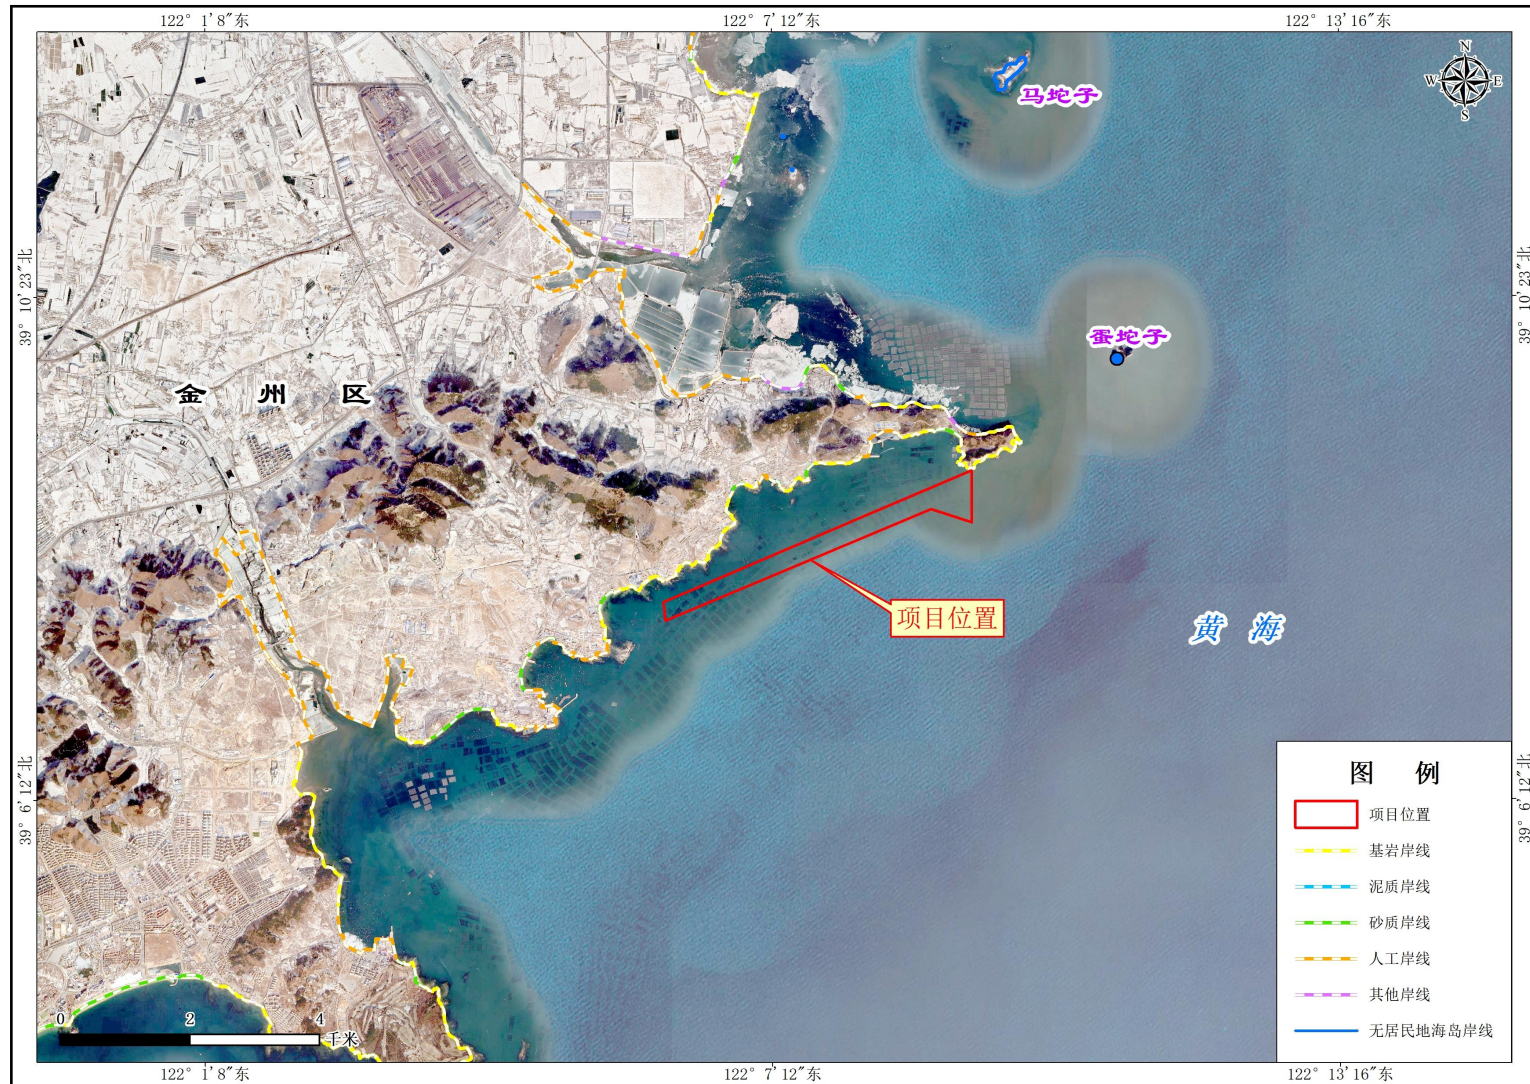 122° 1'8"东
122° 7'12"东
122° 13'16"东
N
W
E
S
马坨子
39° 10'23"北
39° 10'23"北
蛋坨子
金州区
项目位置
黄海
39° 6'12"北
39° 6'12"北
图例
项目位置
基岩岸线
泥质岸线
砂质岸线
人工岸线
其他岸线
无居民地海岛岸线
0 2 4
千米
122° 1'8"东
122° 7'12"东
122° 13'16"东